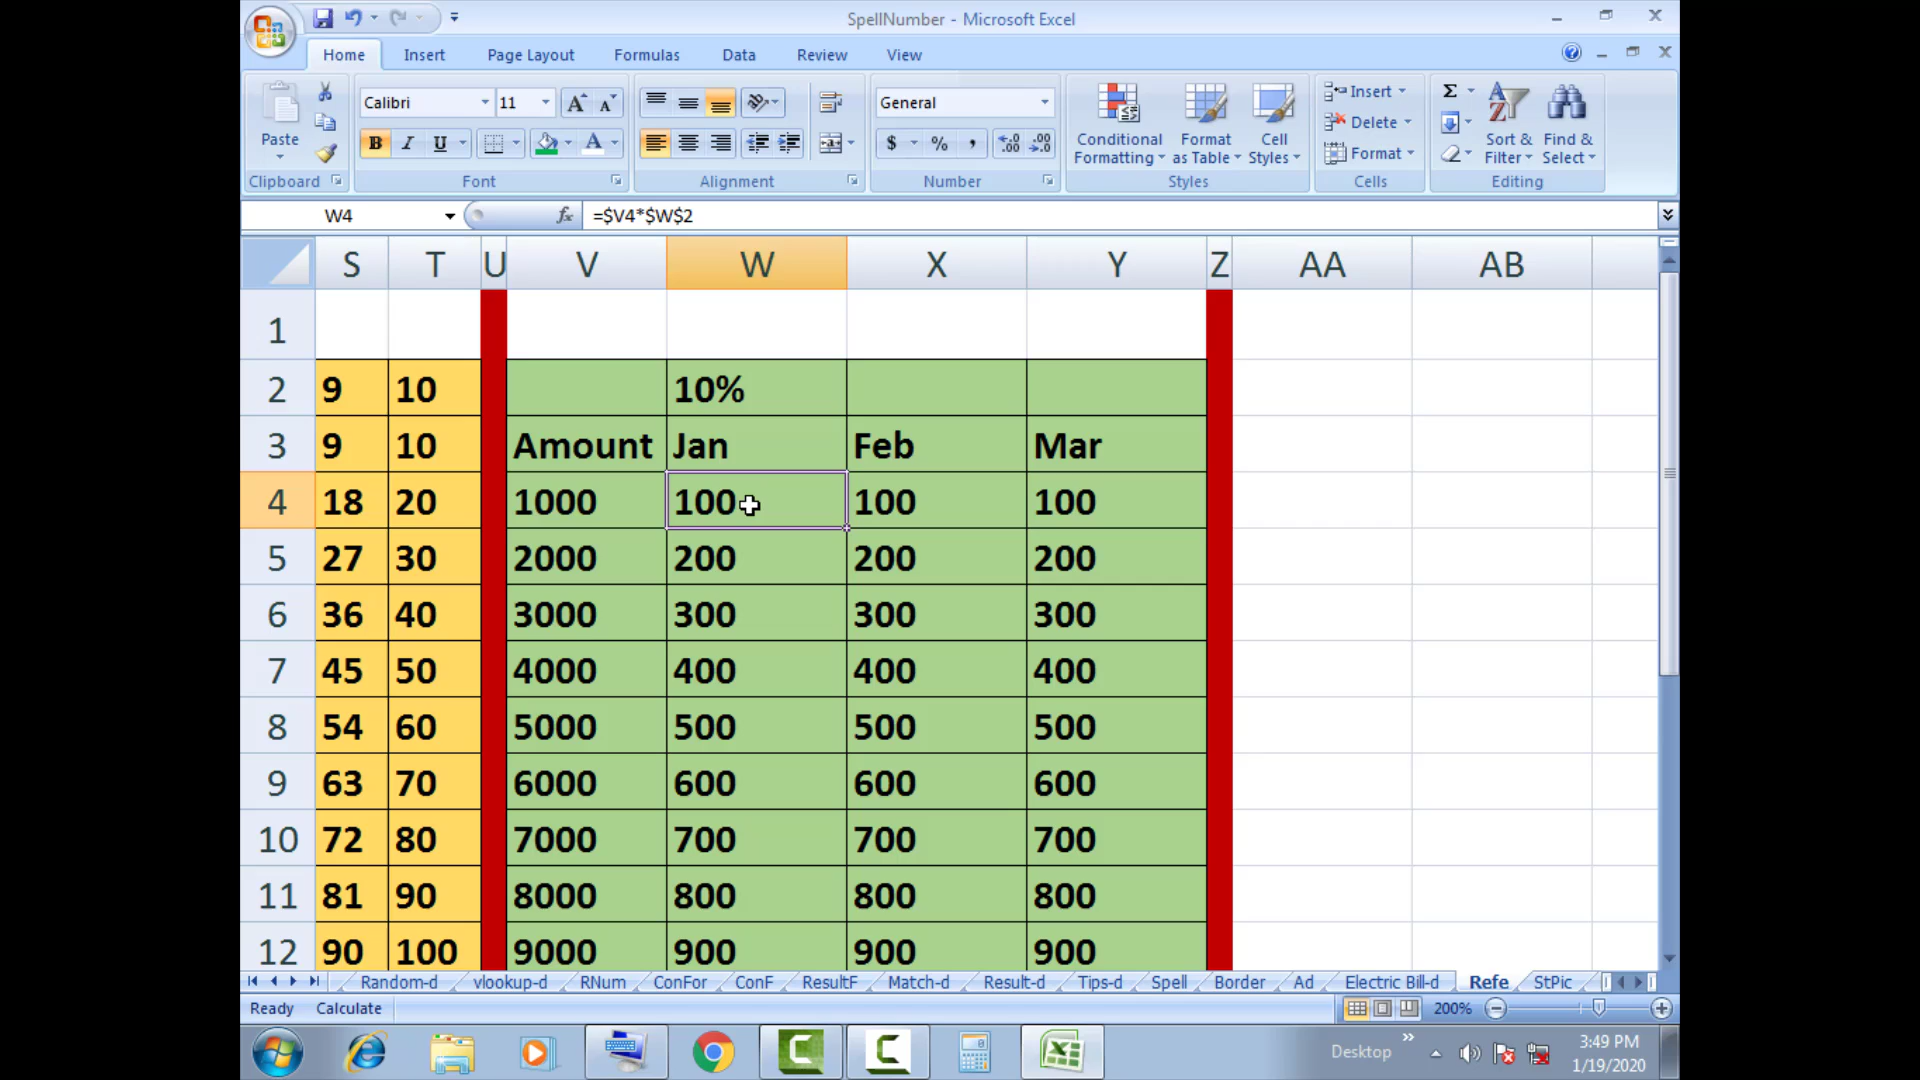 SpellNumber - Microsoft Excel
Home Insert Page Layout Formulas Data Review View
Paste
Clipboard
Calibri 11
B I U A
Font
Alignment
General
$ % ,
Number
Conditional Formatting
Format as Table
Cell Styles
Styles
Insert
Delete
Format
Cells
Σ
Sort & Filter
Find & Select
Editing
W4 fx =$V4*$W$2
S T U V W X Y Z AA AB
1
2 9 10 10%
3 9 10 Amount Jan Feb Mar
4 18 20 1000 100 100 100
5 27 30 2000 200 200 200
6 36 40 3000 300 300 300
7 45 50 4000 400 400 400
8 54 60 5000 500 500 500
9 63 70 6000 600 600 600
10 72 80 7000 700 700 700
11 81 90 8000 800 800 800
12 90 100 9000 900 900 900
Random-d vlookup-d RNum ConFor ConF ResultF Match-d Result-d Tips-d Spell Border Ad Electric Bill-d Refe StPic
Ready Calculate 200%
Desktop 3:49 PM
1/19/2020